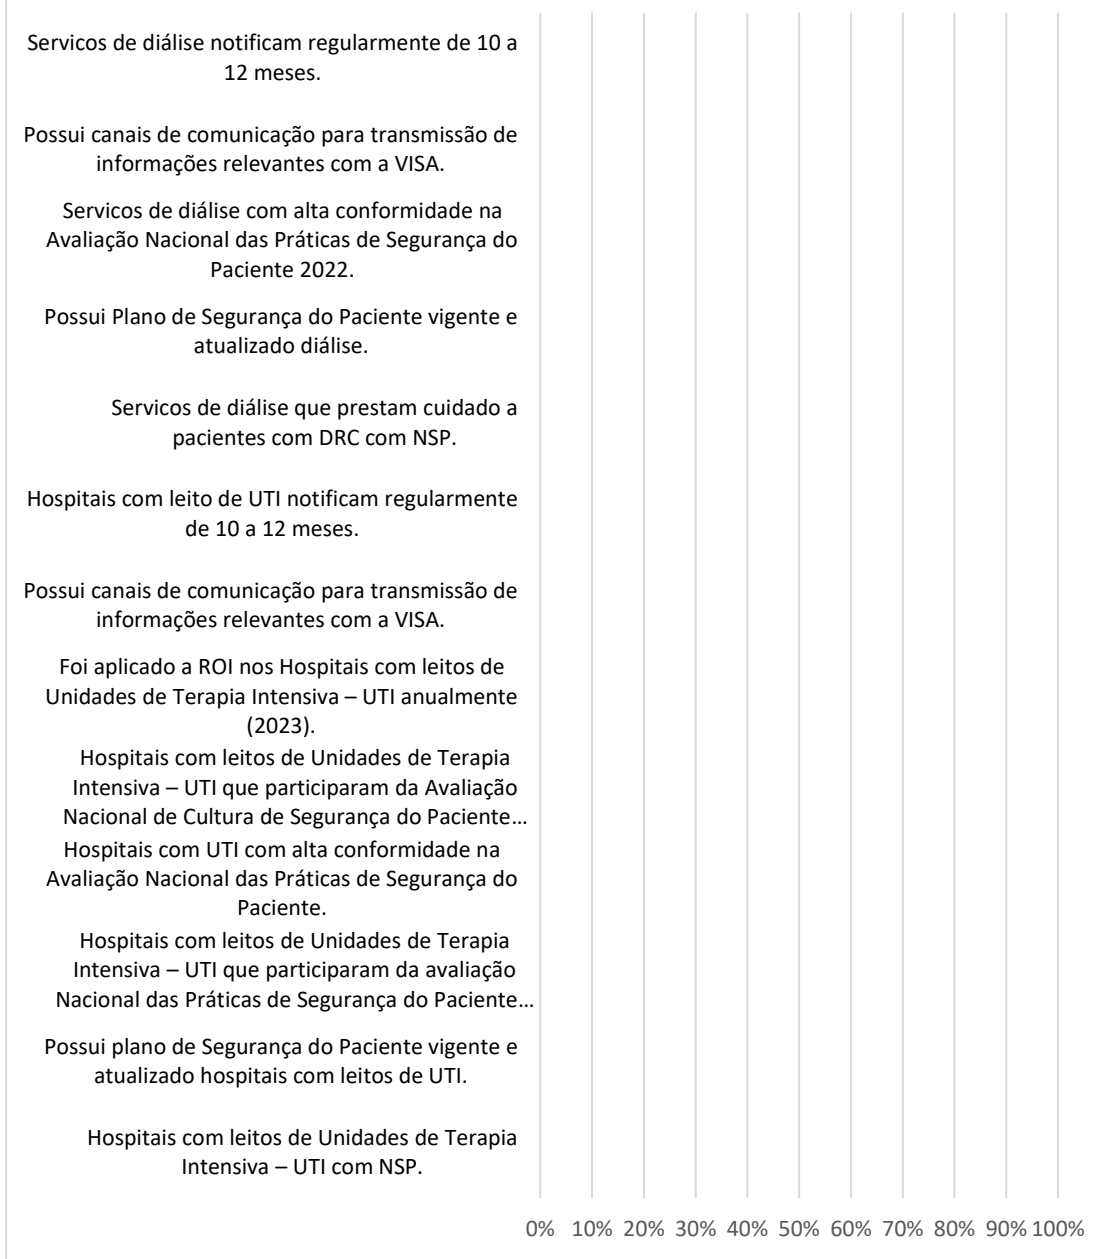 Servicos de diálise notificam regularmente de 10 a
12 meses.
Possui canais de comunicação para transmissão de
informações relevantes com a VISA.
Servicos de diálise com alta conformidade na
Avaliação Nacional das Práticas de Segurança do
Paciente 2022.
Possui Plano de Segurança do Paciente vigente e
atualizado diálise.
Servicos de diálise que prestam cuidado a
pacientes com DRC com NSP.
Hospitais com leito de UTI notificam regularmente
de 10 a 12 meses.
Possui canais de comunicação para transmissão de
informações relevantes com a VISA.
Foi aplicado a ROI nos Hospitais com leitos de
Unidades de Terapia Intensiva – UTI anualmente
(2023).
Hospitais com leitos de Unidades de Terapia
Intensiva – UTI que participaram da Avaliação
Nacional de Cultura de Segurança do Paciente…
Hospitais com UTI com alta conformidade na
Avaliação Nacional das Práticas de Segurança do
Paciente.
Hospitais com leitos de Unidades de Terapia
Intensiva – UTI que participaram da avaliação
Nacional das Práticas de Segurança do Paciente…
Possui plano de Segurança do Paciente vigente e
atualizado hospitais com leitos de UTI.
Hospitais com leitos de Unidades de Terapia
Intensiva – UTI com NSP.
0% 10% 20% 30% 40% 50% 60% 70% 80% 90% 100%